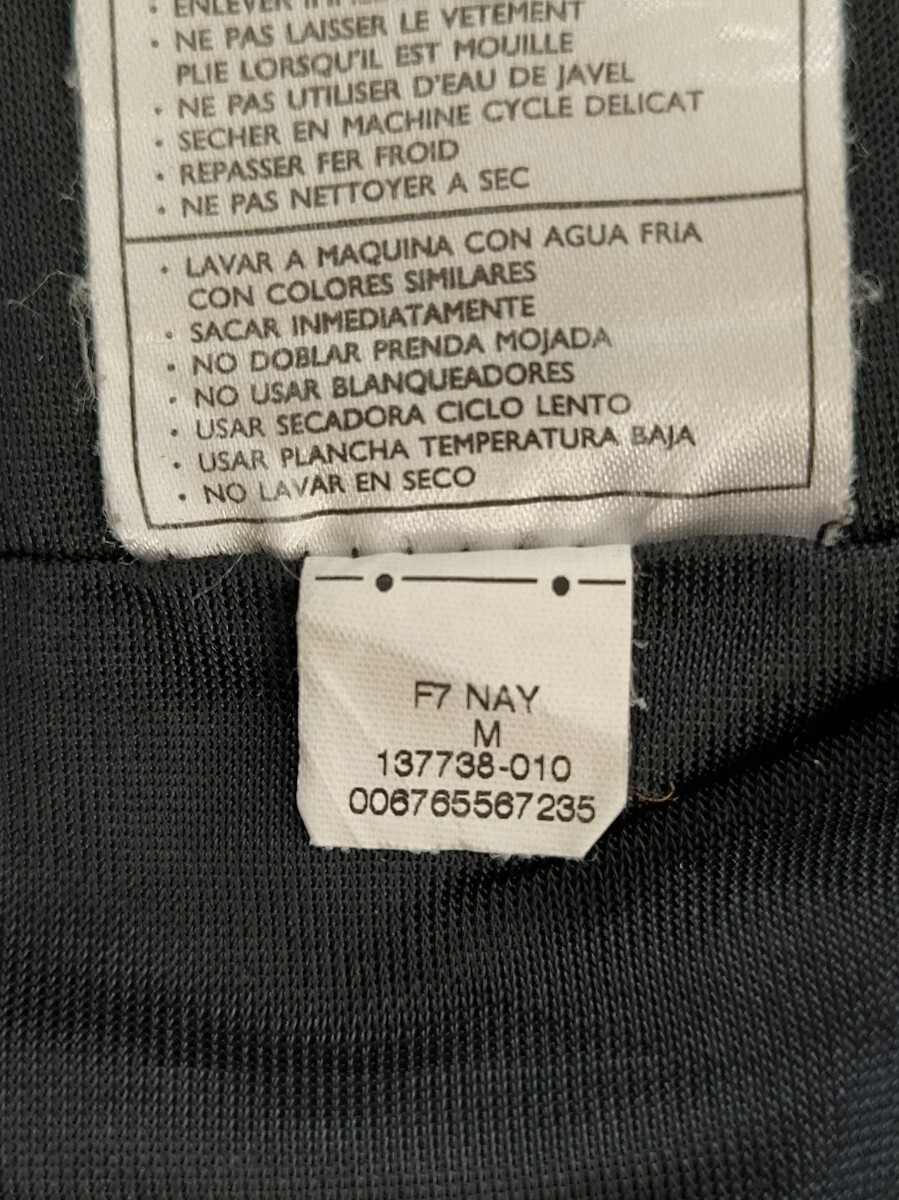 • ENLEVER
• NE PAS LAISSER LE VETEMENT
PLIE LORSQU'IL EST MOUILLE
• NE PAS UTILISER D'EAU DE JAVEL
• SECHER EN MACHINE CYCLE DELICAT
• REPASSER FER FROID
• NE PAS NETTOYER A SEC
• LAVAR A MAQUINA CON AGUA FRIA
CON COLORES SIMILARES
• SACAR INMEDIATAMENTE
• NO DOBLAR PRENDA MOJADA
• NO USAR BLANQUEADORES
• USAR SECADORA CICLO LENTO
• USAR PLANCHA TEMPERATURA BAJA
• NO LAVAR EN SECO
F7 NAY
M
137738-010
006765567235